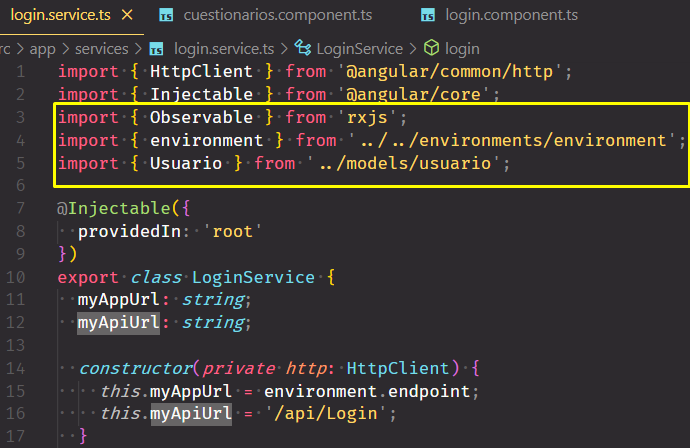 login.service.ts × cuestionarios.component.ts login.component.ts
rc > app > services > login.service.ts > LoginService > login
1 import { HttpClient } from '@angular/common/http';
2 import { Injectable } from '@angular/core';
3 import { Observable } from 'rxjs';
4 import { environment } from '../../environments/environment';
5 import { Usuario } from '../models/usuario';
6
7 @Injectable({
8 providedIn: 'root'
9 })
10 export class LoginService {
11 myAppUrl: string;
12 myApiUrl: string;
13
14 constructor(private http: HttpClient) {
15 this.myAppUrl = environment.endpoint;
16 this.myApiUrl = '/api/Login';
17 }